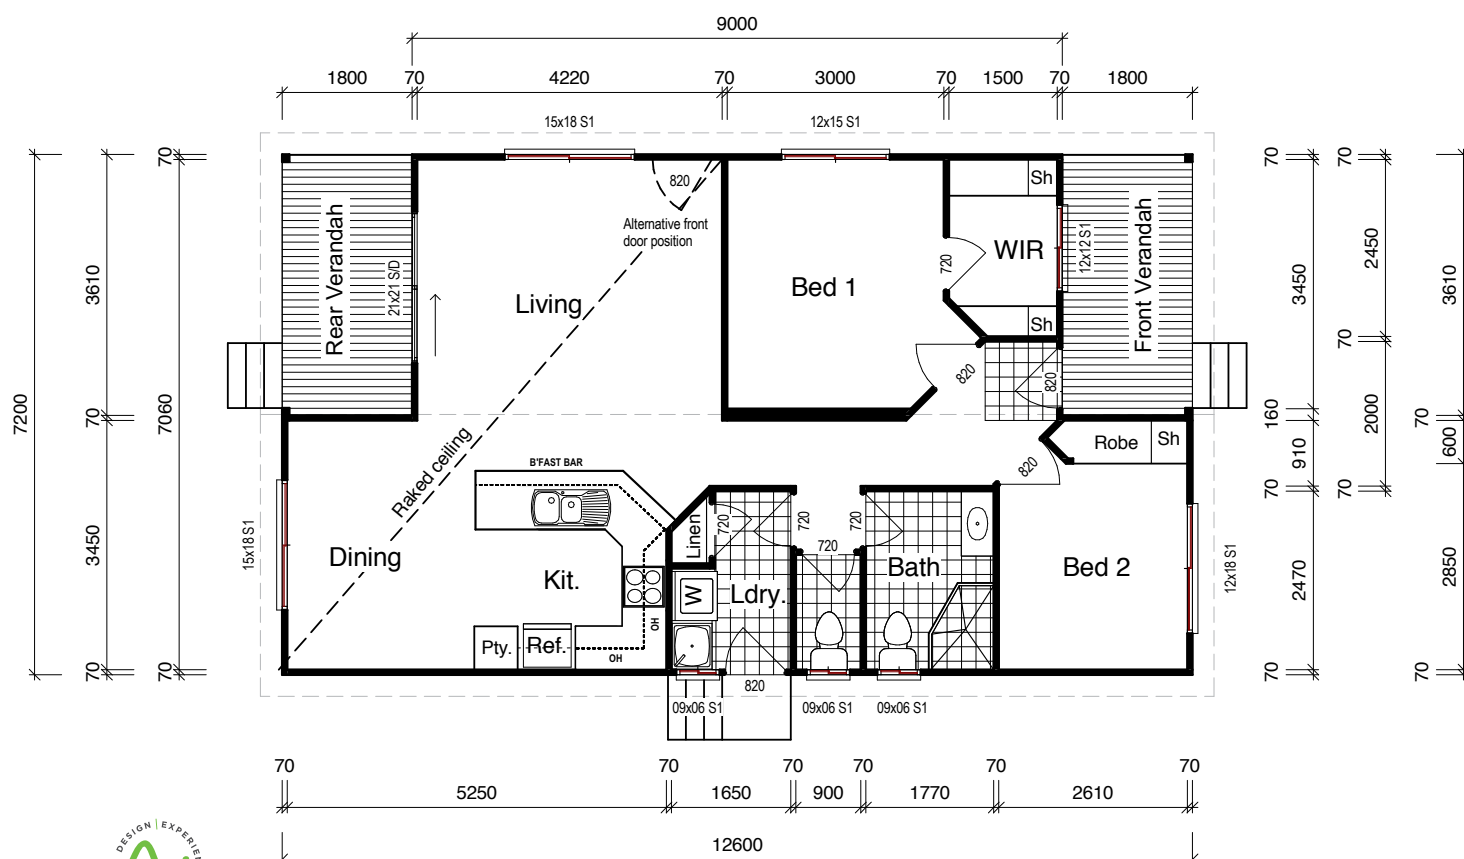 9000
1800 70 4220 70 3000 70 1500 70 1800
15x18 S1
12x15 S1
70
7200
3610
70
3450
70
70
7060
70
Rear Verandah
21x21 S/D
820
Alternative front
door position
Living
Bed 1
720
WIR
Sh
Sh
12x12 S1
Front Verandah
820
820
70
3450
160
910
70
2470
70
70
2450
70
2000
70
3610
70
600
2850
70
Raked ceiling
B'FAST BAR
Robe
Sh
820
15x18 S1
Dining
Kit.
Linen
720
720
720
720
W
Ldry.
Bath
Bed 2
12x18 S1
Pty.
Ref.
OH
OH
820
09x06 S1
09x06 S1
09x06 S1
70 5250 70 1650 70 900 70 1770 70 2610 70
12600
DESIGN | EXPERIEN